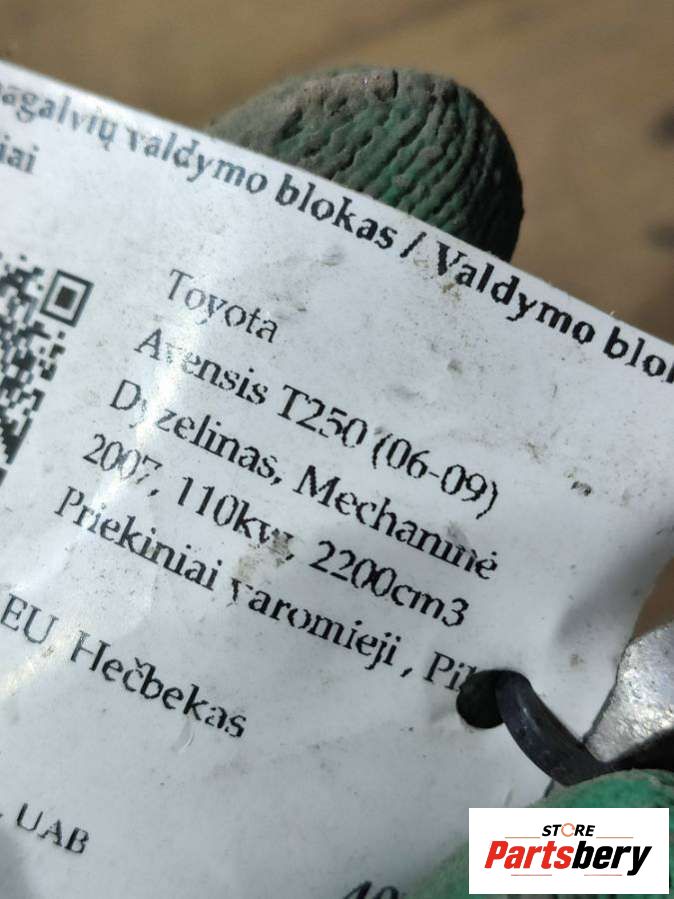 valdymo blokas / Valdymo
Toyota
Avensis T250 (06-09)
Dyzelinas, Mechaninė
2007, 110kw, 2200cm3
Priekiniai varomieji ,
EU Hečbekas
, UAB
STORE
Partsbery